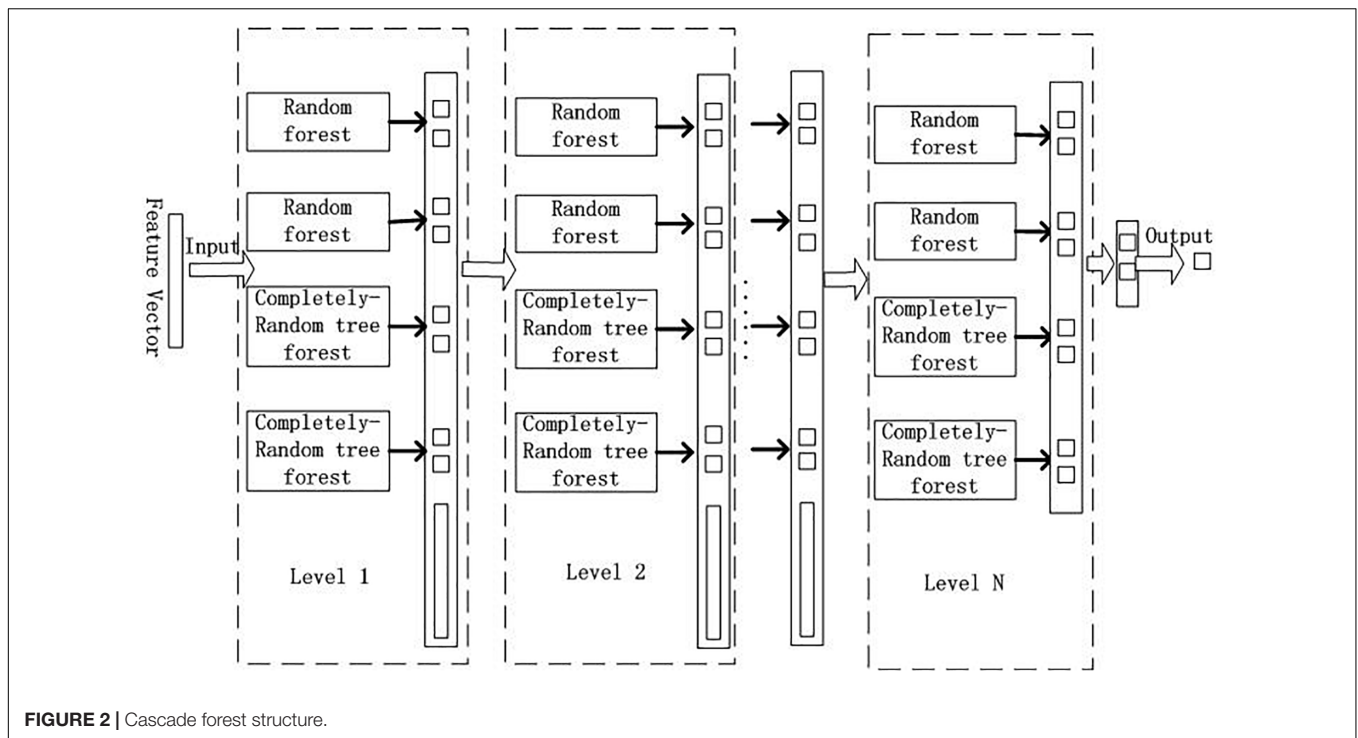 Feature Vector
Input
Random
forest
Random
forest
Completely-
Random tree
forest
Completely-
Random tree
forest
Level 1
Random
forest
Random
forest
Completely-
Random tree
forest
Completely-
Random tree
forest
Level 2
Random
forest
Random
forest
Completely-
Random tree
forest
Completely-
Random tree
forest
Level N
Output
FIGURE 2 | Cascade forest structure.